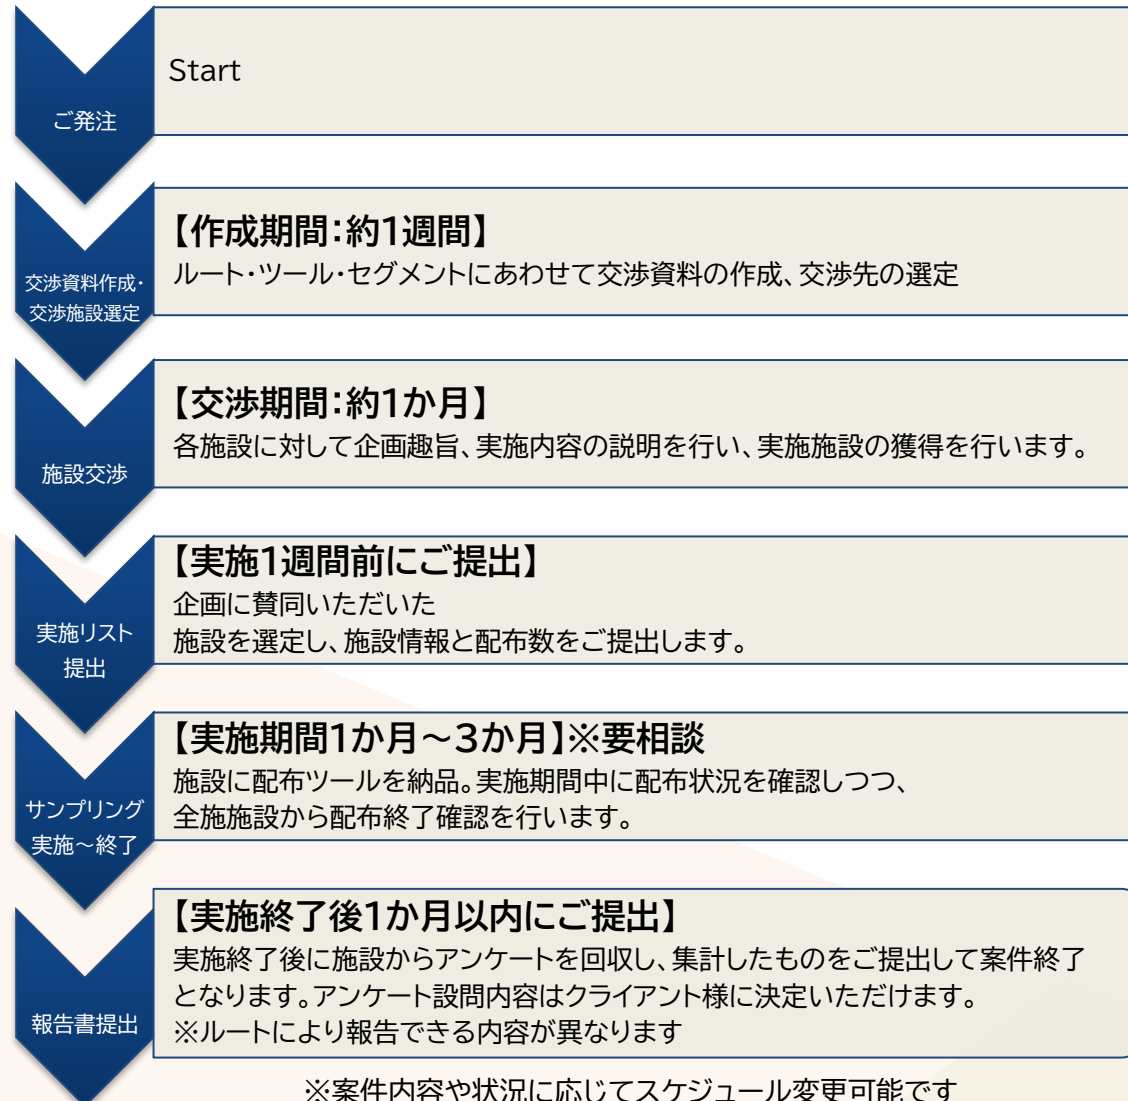 ご発注
Start
交渉資料作成・
交渉施設選定
【作成期間：約1週間】
ルート・ツール・セグメントにあわせて交渉資料の作成、交渉先の選定
施設交渉
【交渉期間：約1か月】
各施設に対して企画趣旨、実施内容の説明を行い、実施施設の獲得を行います。
実施リスト
提出
【実施1週間前にご提出】
企画に賛同いただいた
施設を選定し、施設情報と配布数をご提出します。
サンプリング
実施～終了
【実施期間1か月～3か月】※要相談
施設に配布ツールを納品。実施期間中に配布状況を確認しつつ、
全施施設から配布終了確認を行います。
報告書提出
【実施終了後1か月以内にご提出】
実施終了後に施設からアンケートを回収し、集計したものをご提出して案件終了
となります。アンケート設問内容はクライアント様に決定いただけます。
※ルートにより報告できる内容が異なります
※案件内容や状況に応じてスケジュール変更可能です